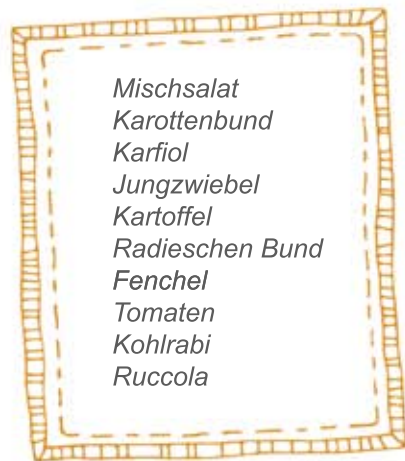 Mischsalat
Karottenbund
Karfiol
Jungzwiebel
Kartoffel
Radieschen Bund
Fenchel
Tomaten
Kohlrabi
Ruccola